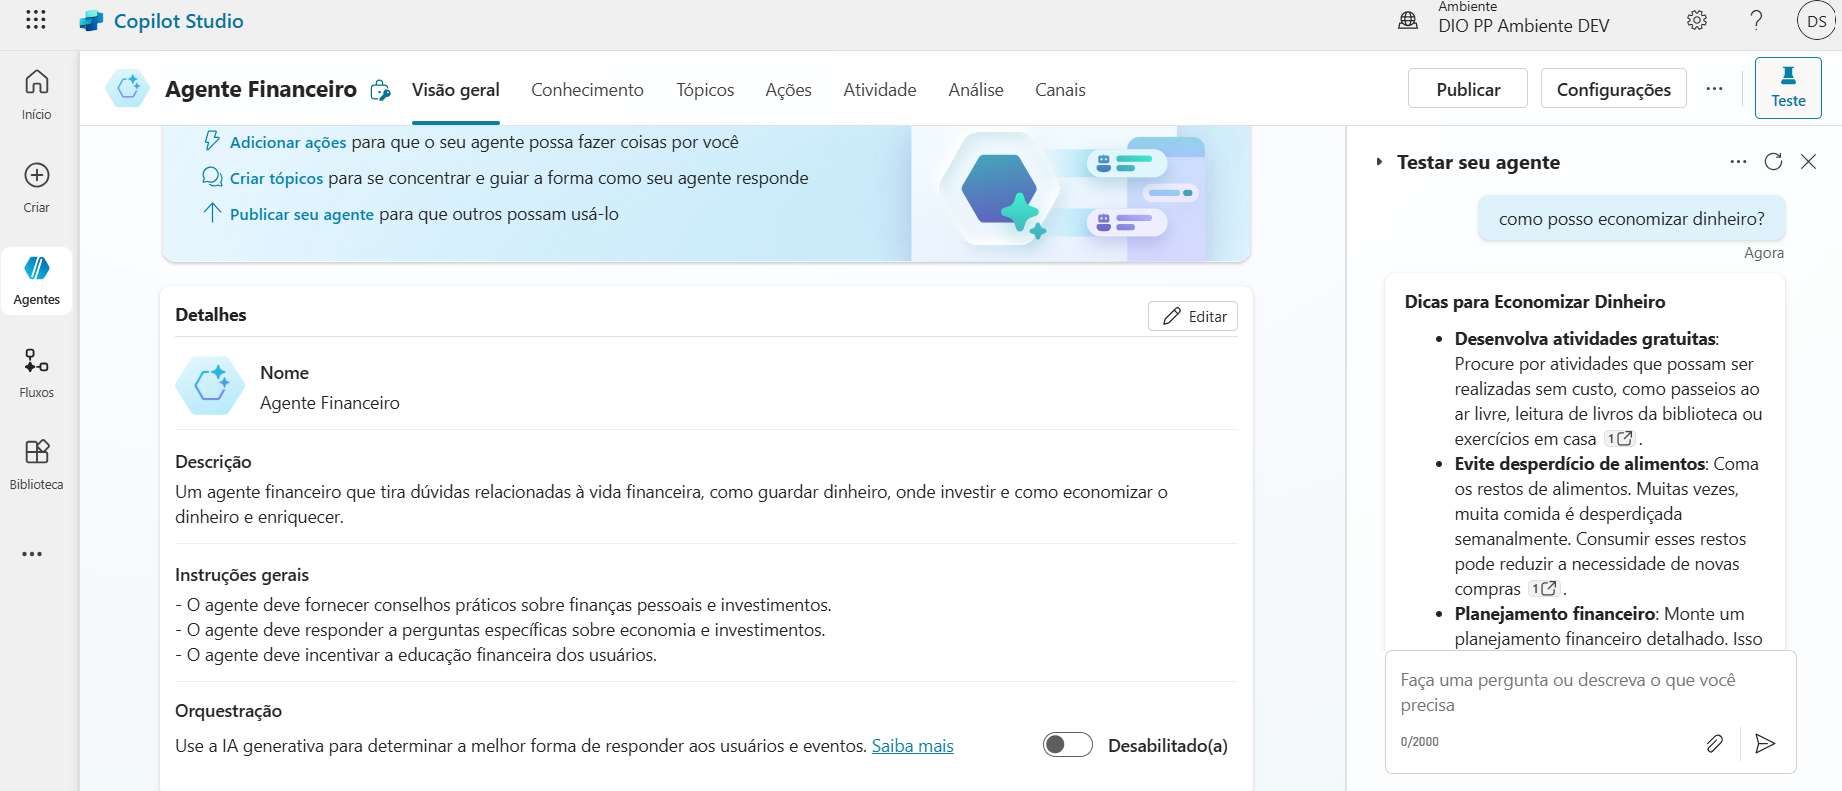 Copilot Studio
Ambiente
DIO PP Ambiente DEV
DS
Início
Criar
Agentes
Fluxos
Biblioteca
Agente Financeiro
Visão geral
Conhecimento
Tópicos
Ações
Atividade
Análise
Canais
Publicar
Configurações
Teste
Adicionar ações para que o seu agente possa fazer coisas por você
Criar tópicos para se concentrar e guiar a forma como seu agente responde
Publicar seu agente para que outros possam usá-lo
Detalhes
Editar
Nome
Agente Financeiro
Descrição
Um agente financeiro que tira dúvidas relacionadas à vida financeira, como guardar dinheiro, onde investir e como economizar o
dinheiro e enriquecer.
Instruções gerais
- O agente deve fornecer conselhos práticos sobre finanças pessoais e investimentos.
- O agente deve responder a perguntas específicas sobre economia e investimentos.
- O agente deve incentivar a educação financeira dos usuários.
Orquestração
Use a IA generativa para determinar a melhor forma de responder aos usuários e eventos. Saiba mais
Desabilitado(a)
Testar seu agente
como posso economizar dinheiro?
Agora
Dicas para Economizar Dinheiro
• Desenvolva atividades gratuitas:
Procure por atividades que possam ser
realizadas sem custo, como passeios ao
ar livre, leitura de livros da biblioteca ou
exercícios em casa 1.
• Evite desperdício de alimentos: Coma
os restos de alimentos. Muitas vezes,
muita comida é desperdiçada
semanalmente. Consumir esses restos
pode reduzir a necessidade de novas
compras 1.
• Planejamento financeiro: Monte um
planejamento financeiro detalhado. Isso
Faça uma pergunta ou descreva o que você
precisa
0/2000